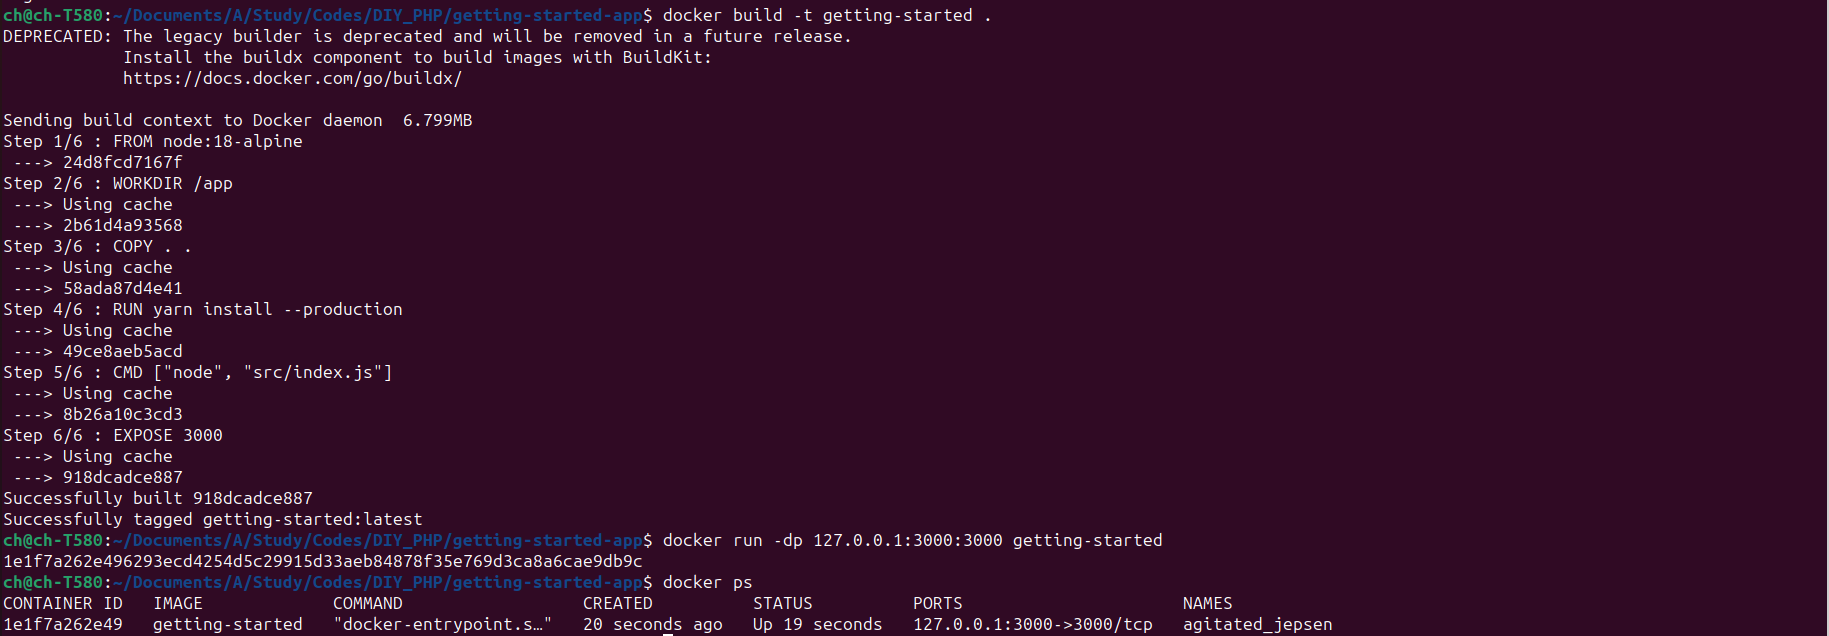 ch@ch-T580:~/Documents/A/Study/Codes/DIY_PHP/getting-started-app$ docker build -t getting-started .
DEPRECATED: The legacy builder is deprecated and will be removed in a future release.
            Install the buildx component to build images with BuildKit:
            https://docs.docker.com/go/buildx/

Sending build context to Docker daemon  6.799MB
Step 1/6 : FROM node:18-alpine
 ---> 24d8fcd7167f
Step 2/6 : WORKDIR /app
 ---> Using cache
 ---> 2b61d4a93568
Step 3/6 : COPY . .
 ---> Using cache
 ---> 58ada87d4e41
Step 4/6 : RUN yarn install --production
 ---> Using cache
 ---> 49ce8aeb5acd
Step 5/6 : CMD ["node", "src/index.js"]
 ---> Using cache
 ---> 8b26a10c3cd3
Step 6/6 : EXPOSE 3000
 ---> Using cache
 ---> 918dcadce887
Successfully built 918dcadce887
Successfully tagged getting-started:latest
ch@ch-T580:~/Documents/A/Study/Codes/DIY_PHP/getting-started-app$ docker run -dp 127.0.0.1:3000:3000 getting-started
1e1f7a262e496293ecd4254d5c29915d33aeb84878f35e769d3ca8a6cae9db9c
ch@ch-T580:~/Documents/A/Study/Codes/DIY_PHP/getting-started-app$ docker ps
CONTAINER ID   IMAGE             COMMAND                  CREATED          STATUS          PORTS                      NAMES
1e1f7a262e49   getting-started   "docker-entrypoint.s…"   20 seconds ago   Up 19 seconds   127.0.0.1:3000->3000/tcp   agitated_jepsen